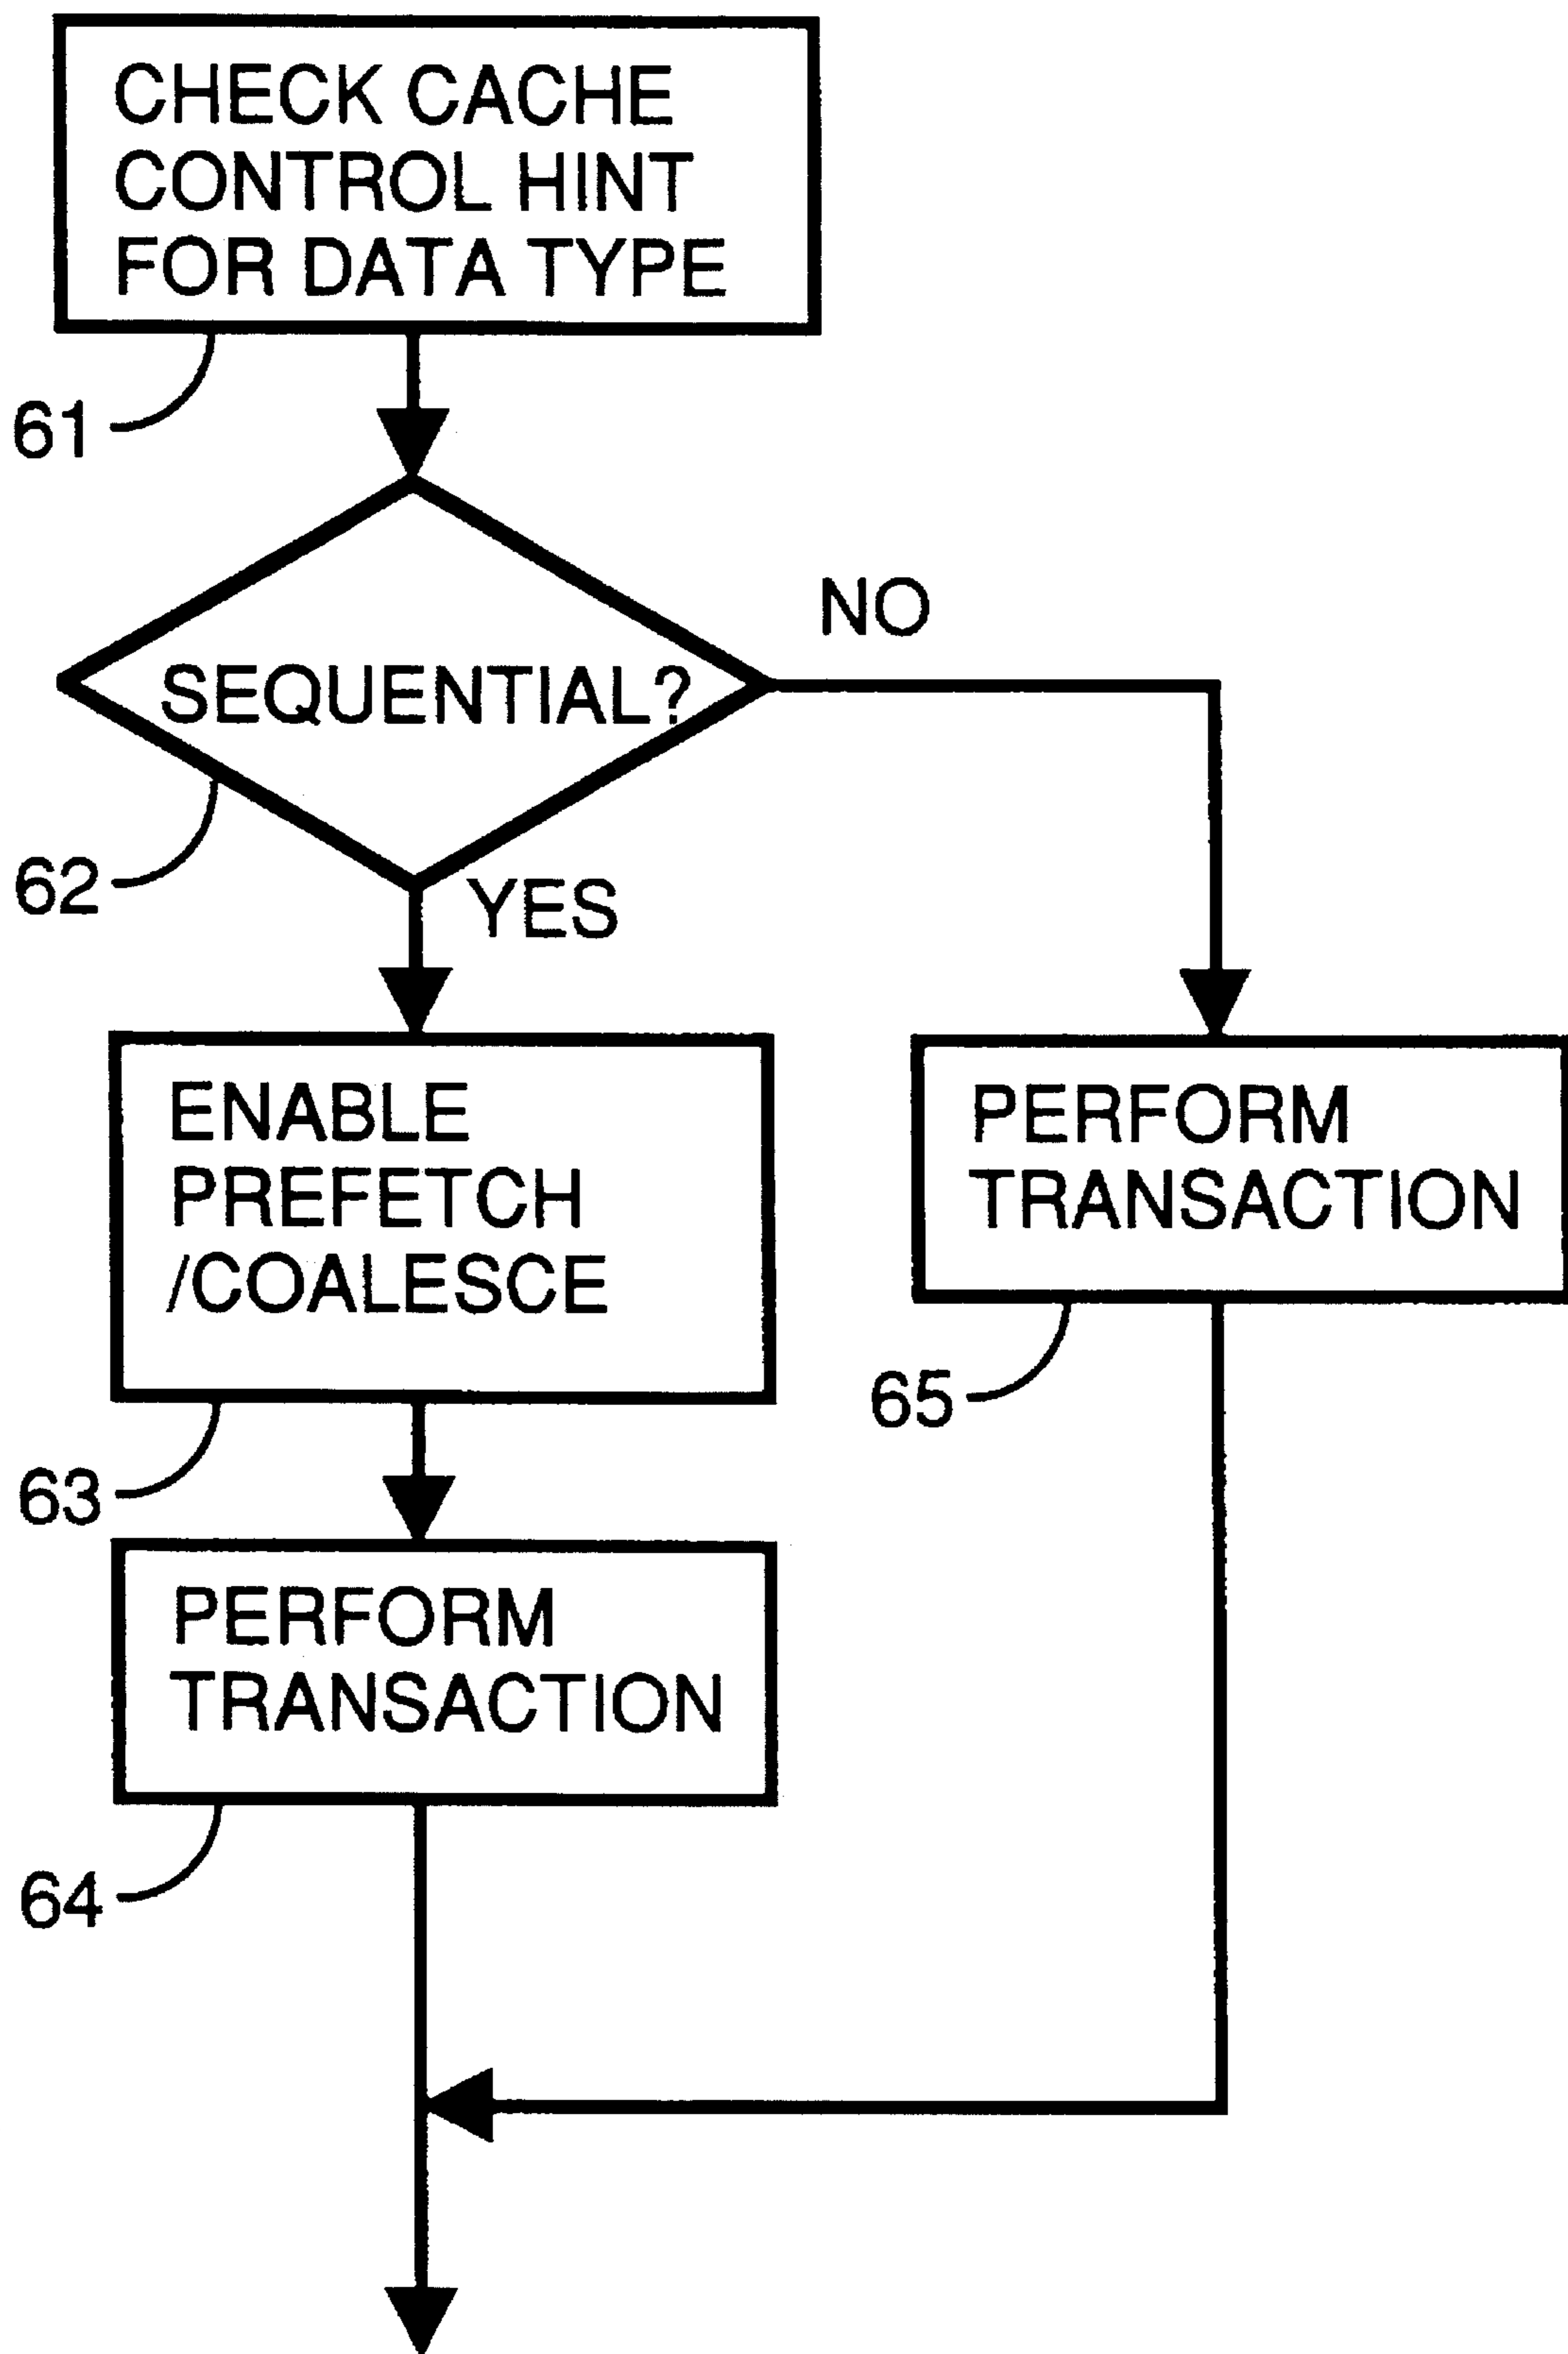 CHECK CACHE
CONTROL HINT
FOR DATA TYPE
61
SEQUENTIAL?
NO
62
YES
ENABLE
PREFETCH
/COALESCE
63
PERFORM
TRANSACTION
65
PERFORM
TRANSACTION
64